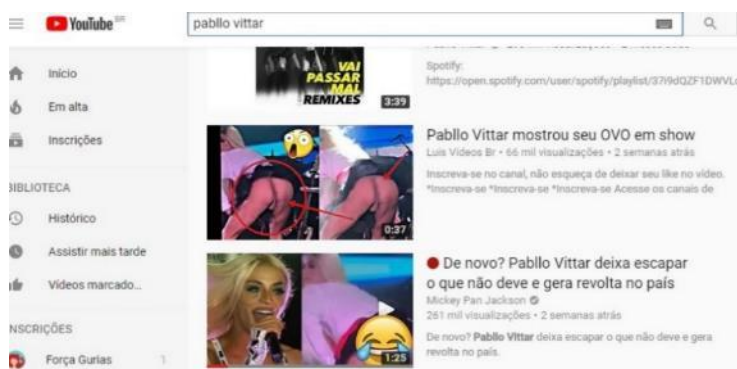 YouTube BR
pabllo vittar
Início
Em alta
Inscrições
BIBLIOTECA
Histórico
Assistir mais tarde
Vídeos marcado...
INSCRIÇÕES
Força Gurias 1
VAI
PASSAR
MAL
REMIXES
3:39
Spotify:
https://open.spotify.com/user/spotify/playlist/37i9dQZF1DWVL
0:37
Pabllo Vittar mostrou seu OVO em show
Luis Videos Br • 66 mil visualizações • 2 semanas atrás
Inscreva-se no canal, não esqueça de deixar seu like no vídeo.
*Inscreva-se *Inscreva-se *Inscreva-se Acesse os canais de
1:25
De novo? Pabllo Vittar deixa escapar
o que não deve e gera revolta no país
Mickey Pan Jackson
261 mil visualizações • 2 semanas atrás
De novo? Pabllo Vittar deixa escapar o que não deve e gera
revolta no país.